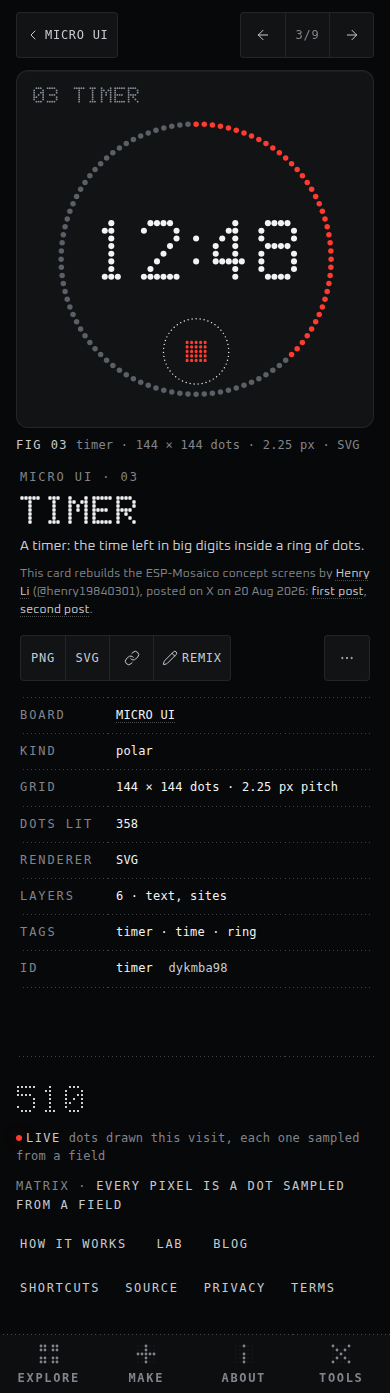 MICRO UI
3/9
03 TIMER
12:48
FIG 03 timer · 144 × 144 dots · 2.25 px · SVG
MICRO UI · 03
TIMER
A timer: the time left in big digits inside a ring of dots.
This card rebuilds the ESP-Mosaico concept screens by Henry
Li (@henry19840301), posted on X on 20 Aug 2026: first post,
second post.
PNG SVG REMIX ···
BOARD MICRO UI
KIND polar
GRID 144 × 144 dots · 2.25 px pitch
DOTS LIT 358
RENDERER SVG
LAYERS 6 · text, sites
TAGS timer · time · ring
ID timer dykmba98
510
LIVE dots drawn this visit, each one sampled
from a field
MATRIX · EVERY PIXEL IS A DOT SAMPLED
FROM A FIELD
HOW IT WORKS LAB BLOG
SHORTCUTS SOURCE PRIVACY TERMS
EXPLORE MAKE ABOUT TOOLS